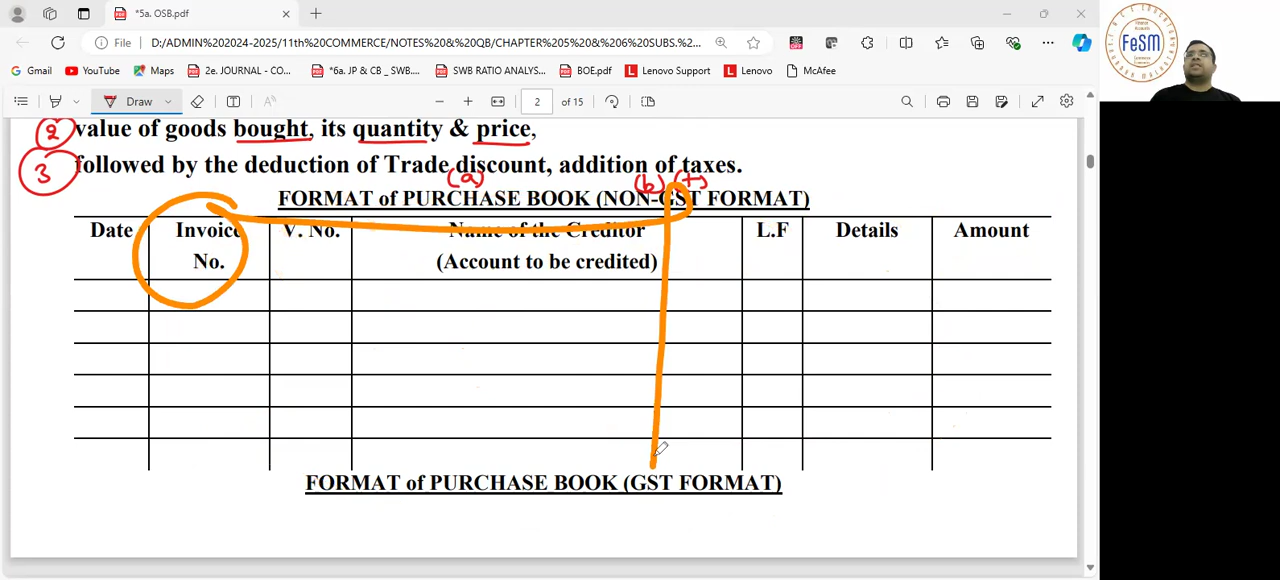 *5a. OSB.pdf
File D:/ADMIN%202024-2025/11th%20COMMERCE/NOTES%20&%20QB/CHAPTER%205%20&%206%20SUBS.%2...
Gmail YouTube Maps 2e. JOURNAL - CO... *6a. JP & CB _ SWB.... SWB RATIO ANALYS... BOE.pdf Lenovo Support Lenovo McAfee
Draw 2 of 15
2 value of goods bought, its quantity & price,
3 followed by the deduction of Trade discount, addition of taxes.
(a) (b) (+)
FORMAT of PURCHASE BOOK (NON-GST FORMAT)
Date Invoice V. No. Name of the Creditor L.F Details Amount
No. (Account to be credited)
FORMAT of PURCHASE BOOK (GST FORMAT)
FeSM